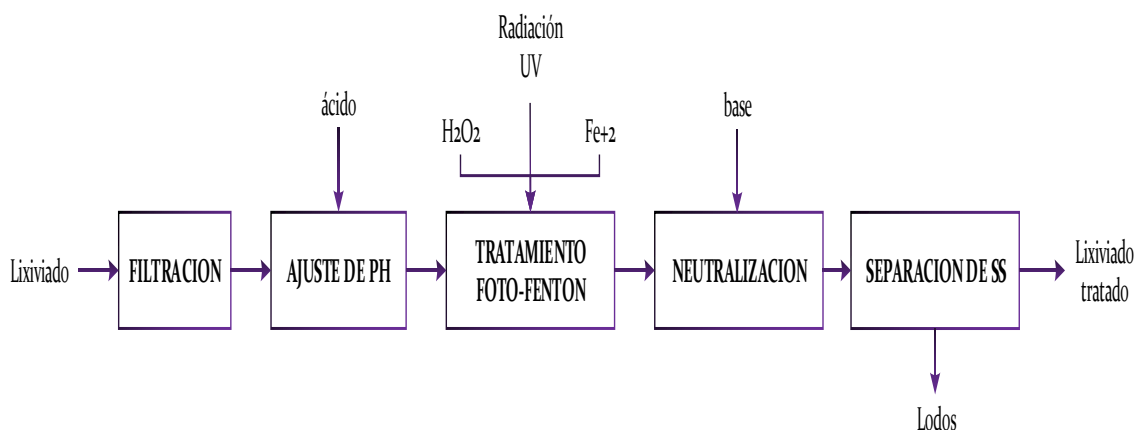 Radiación
UV
ácido
H2O2
Fe+2
base
Lixiviado
FILTRACION
AJUSTE DE PH
TRATAMIENTO
FOTO-FENTON
NEUTRALIZACION
SEPARACION DE SS
Lixiviado
tratado
Lodos